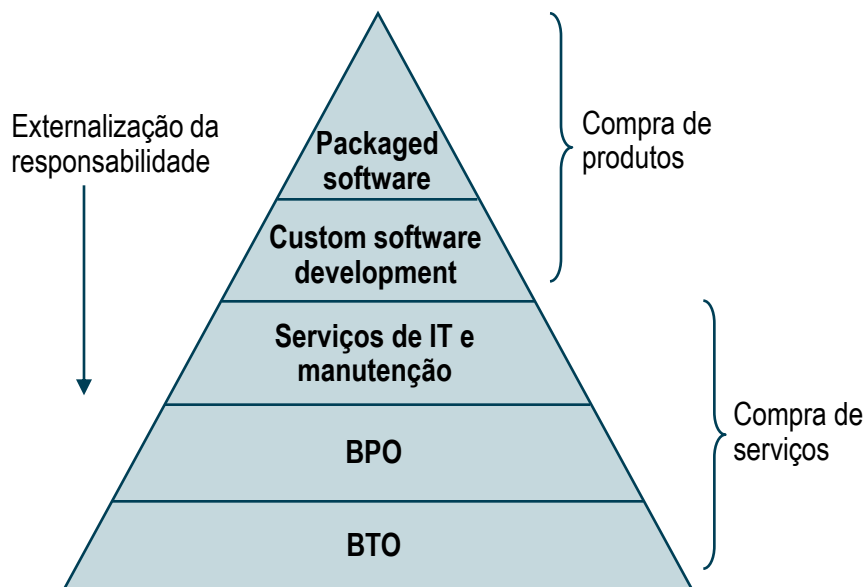 Externalização da
responsabilidade
Packaged
software
Custom software
development
Serviços de IT e
manutenção
BPO
BTO
Compra de
produtos
Compra de
serviços